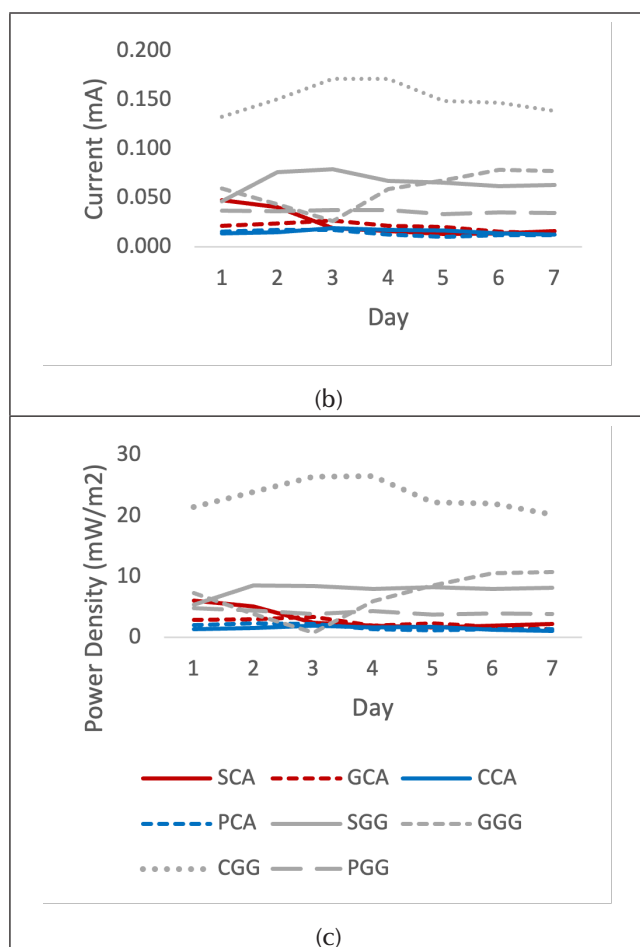 0.200
0.150
0.100
0.050
0.000
Current (mA)
1 2 3 4 5 6 7
Day
(b)
30
20
10
0
Power Density (mW/m2)
1 2 3 4 5 6 7
Day
SCA GCA CCA
PCA SGG GGG
CGG PGG
(c)